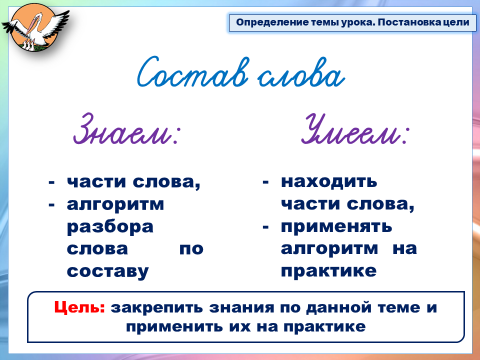 Определение темы урока. Постановка цели
Состав слова
Знаем:
- части слова,
- алгоритм
разбора
слова по
составу
Умеем:
- находить
части слова,
- применять
алгоритм на
практике
Цель: закрепить знания по данной теме и
применить их на практике